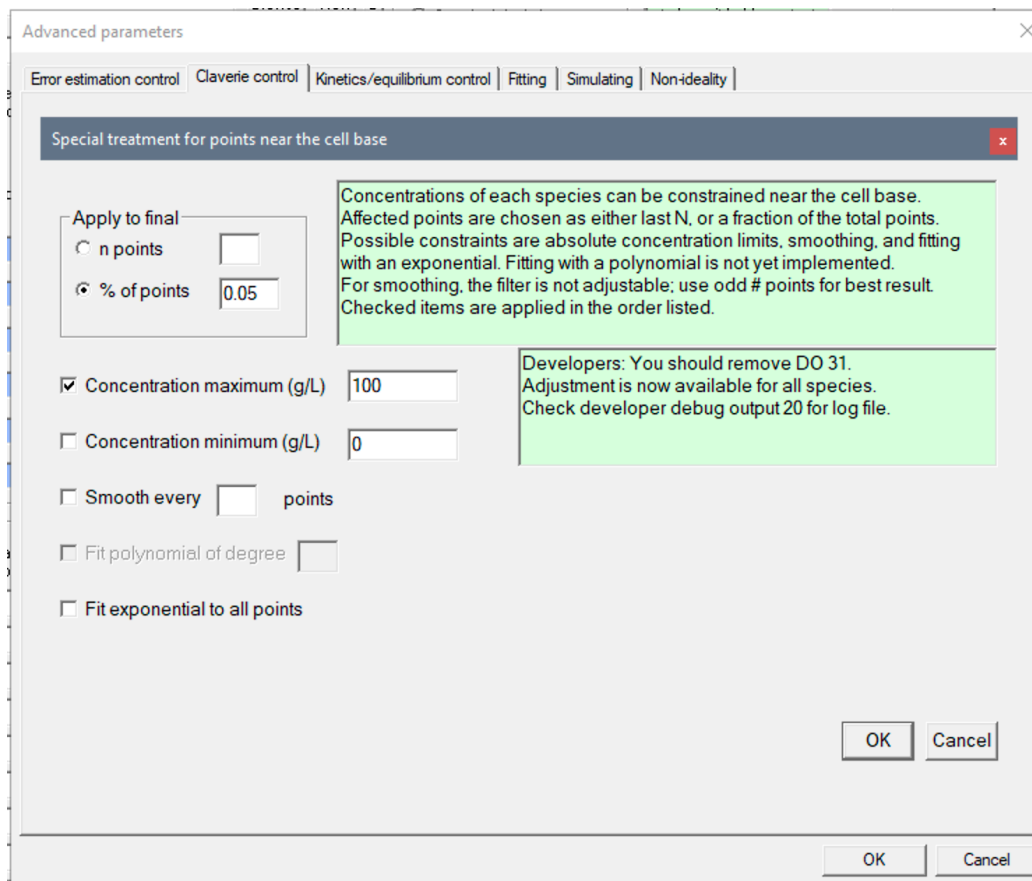 Advanced parameters
Error estimation control
Claverie control
Kinetics/equilibrium control
Fitting
Simulating
Non-ideality
Special treatment for points near the cell base
x
Apply to final
n points
% of points
0.05
Concentrations of each species can be constrained near the cell base.
Affected points are chosen as either last N, or a fraction of the total points.
Possible constraints are absolute concentration limits, smoothing, and fitting
with an exponential. Fitting with a polynomial is not yet implemented.
For smoothing, the filter is not adjustable; use odd # points for best result.
Checked items are applied in the order listed.
Developers: You should remove DO 31.
Adjustment is now available for all species.
Check developer debug output 20 for log file.
Concentration maximum (g/L)
100
Concentration minimum (g/L)
0
Smooth every
points
Fit polynomial of degree
Fit exponential to all points
OK
Cancel
OK
Cancel